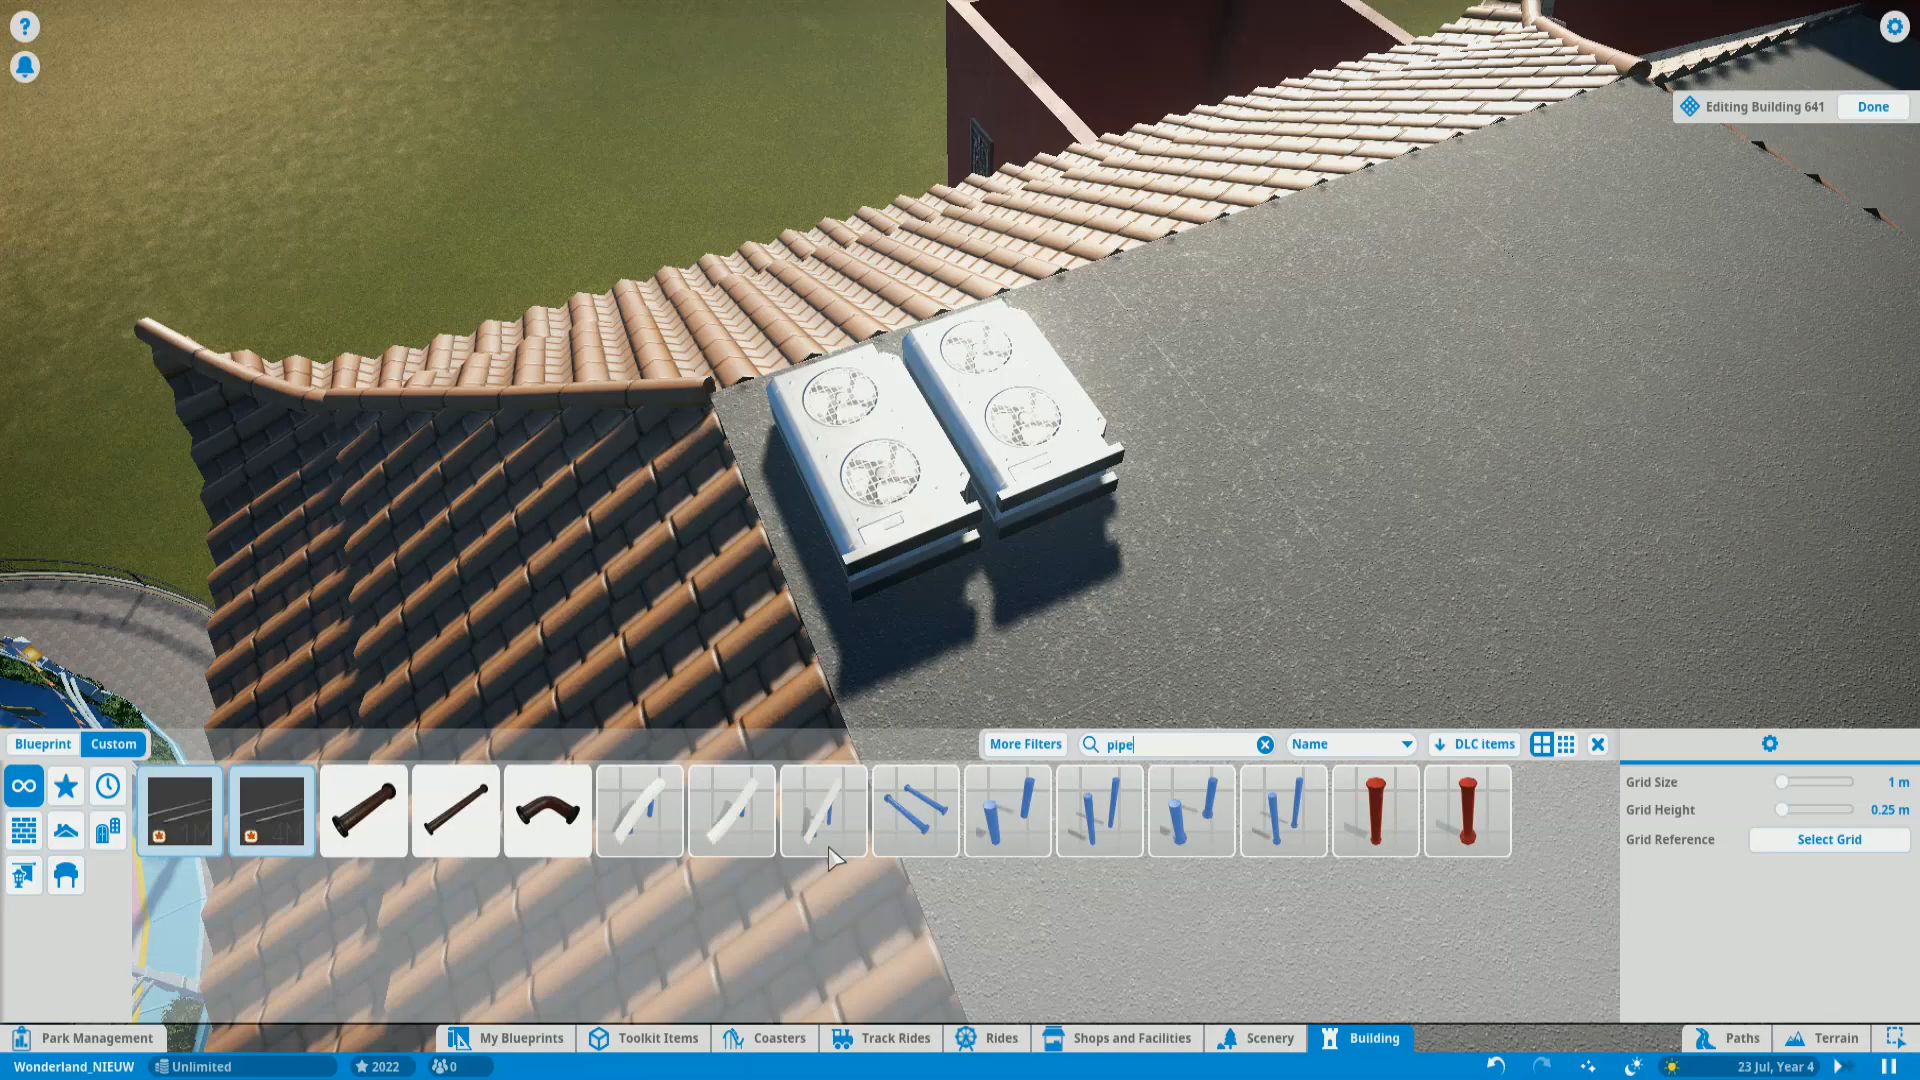 ?
Editing Building 641
Done
Blueprint
Custom
More Filters
pipe
Name
DLC items
1M
4M
Grid Size
1 m
Grid Height
0.25 m
Grid Reference
Select Grid
Park Management
My Blueprints
Toolkit Items
Coasters
Track Rides
Rides
Shops and Facilities
Scenery
Building
Paths
Terrain
Wonderland_NIEUW
Unlimited
2022
0
23 Jul, Year 4